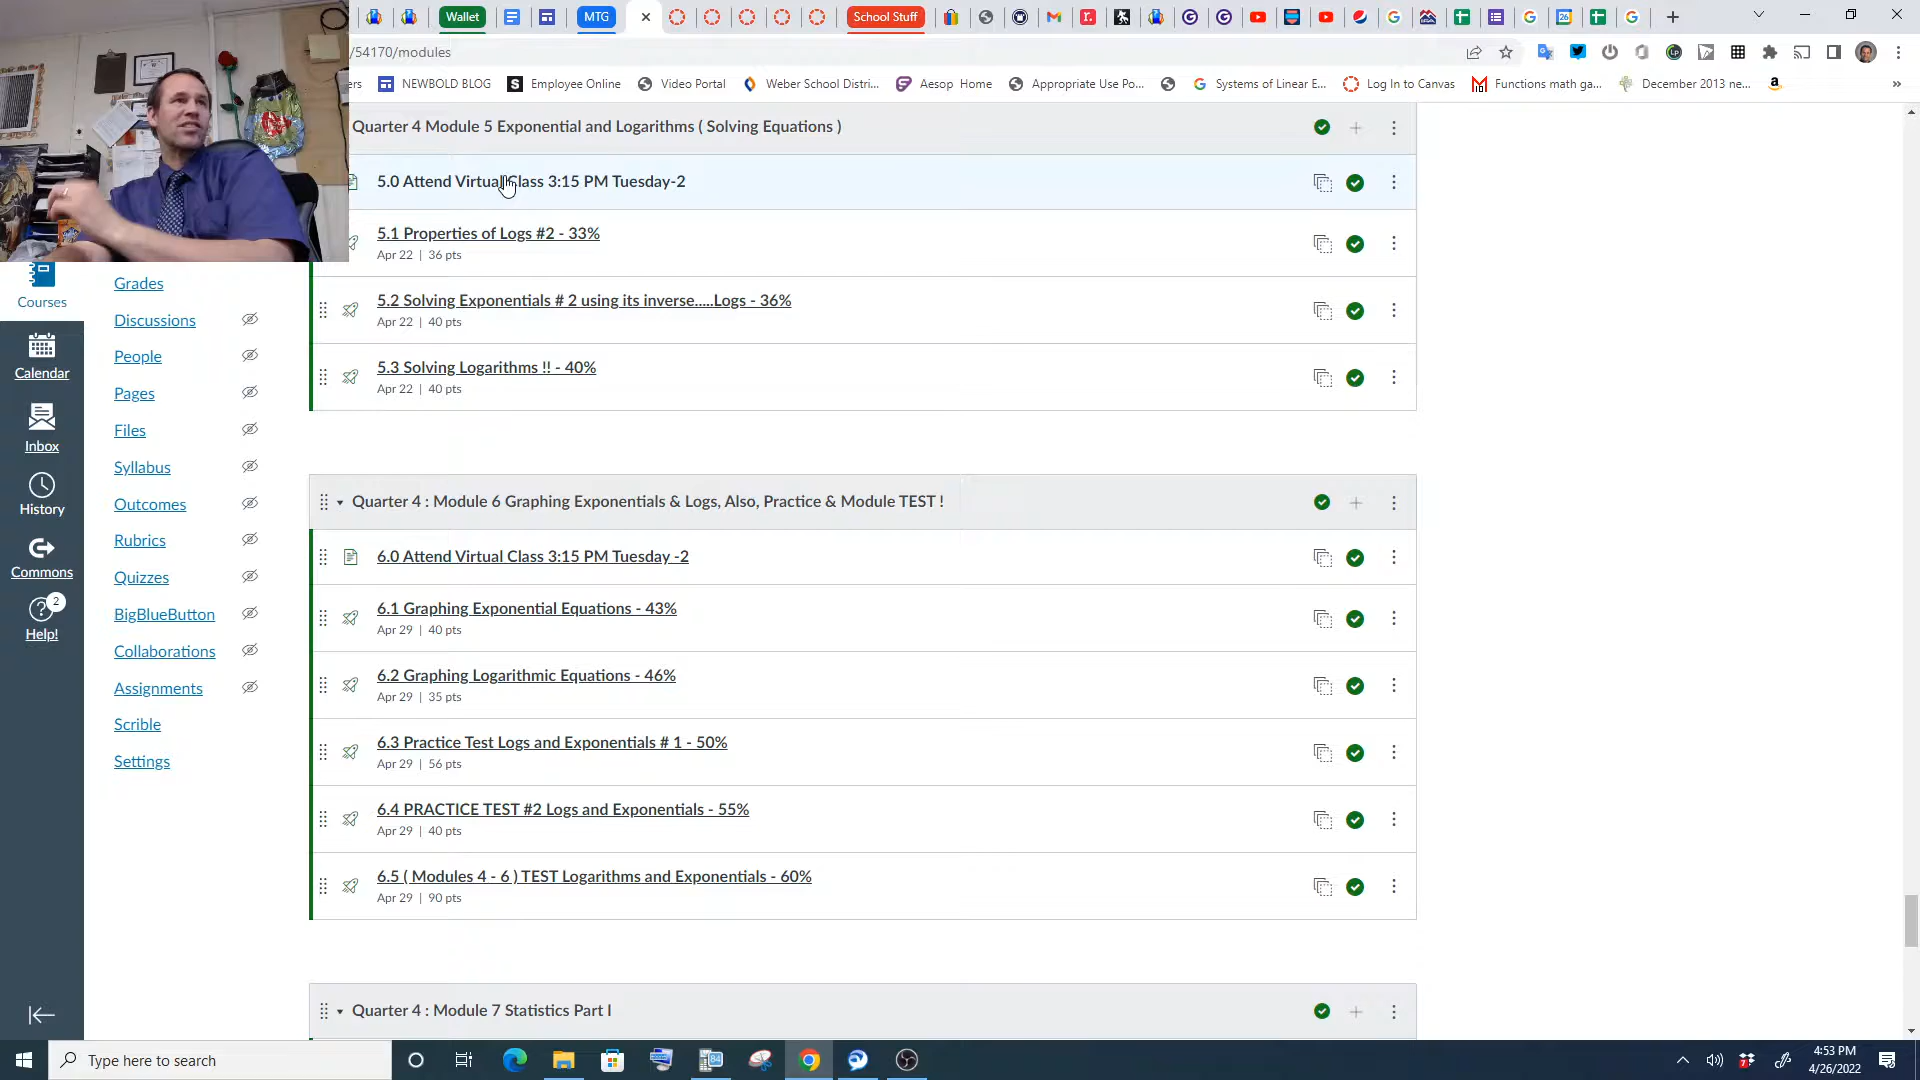 Wallet
MTG
School Stuff
/54170/modules
ers
NEWBOLD BLOG
Employee Online
Video Portal
Weber School Distri...
Aesop Home
Appropriate Use Po...
Systems of Linear E...
Log In to Canvas
Functions math ga...
December 2013 ne...
»
Quarter 4 Module 5 Exponential and Logarithms ( Solving Equations )
5.0 Attend Virtual Class 3:15 PM Tuesday-2
5.1 Properties of Logs #2 - 33%
Apr 22 | 36 pts
5.2 Solving Exponentials # 2 using its inverse.....Logs - 36%
Apr 22 | 40 pts
5.3 Solving Logarithms !! - 40%
Apr 22 | 40 pts
Quarter 4 : Module 6 Graphing Exponentials & Logs, Also, Practice & Module TEST !
6.0 Attend Virtual Class 3:15 PM Tuesday -2
6.1 Graphing Exponential Equations - 43%
Apr 29 | 40 pts
6.2 Graphing Logarithmic Equations - 46%
Apr 29 | 35 pts
6.3 Practice Test Logs and Exponentials # 1 - 50%
Apr 29 | 56 pts
6.4 PRACTICE TEST #2 Logs and Exponentials - 55%
Apr 29 | 40 pts
6.5 ( Modules 4 - 6 ) TEST Logarithms and Exponentials - 60%
Apr 29 | 90 pts
Quarter 4 : Module 7 Statistics Part I
Courses
Calendar
Inbox
History
Commons
2
Help!
Grades
Discussions
People
Pages
Files
Syllabus
Outcomes
Rubrics
Quizzes
BigBlueButton
Collaborations
Assignments
Scrible
Settings
Type here to search
4:53 PM
4/26/2022